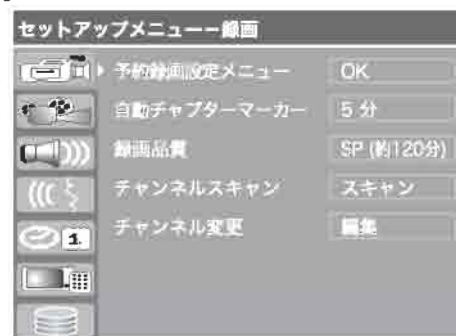 セットアップメニューー録画
予約録画設定メニュー OK
自動チャプターマーカー 5 分
録画品質 SP (約120分)
チャンネルスキャン スキャン
チャンネル変更 編集
1.